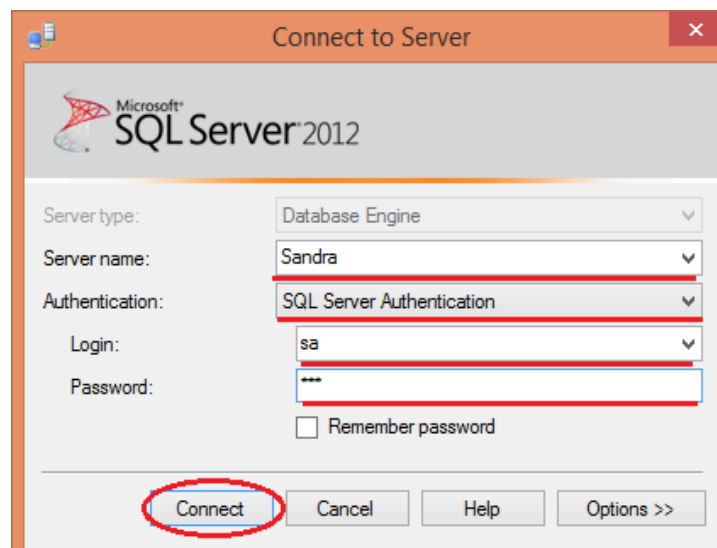 Connect to Server
Microsoft
SQL Server 2012
Server type: Database Engine
Server name: Sandra
Authentication: SQL Server Authentication
Login: sa
Password: ***
Remember password
Connect Cancel Help Options >>